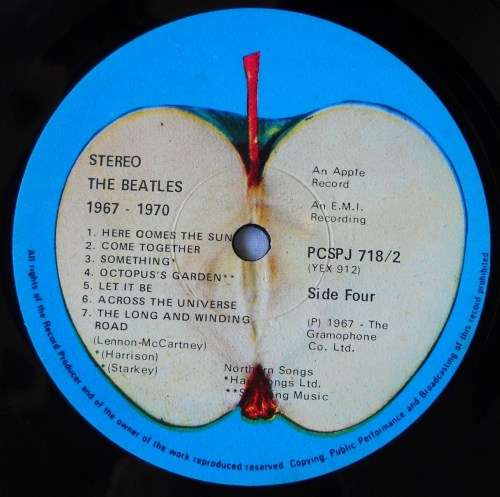 STEREO
THE BEATLES
1967 - 1970
1. HERE OOMES THE SUN
2. COME TOGETHER
3. SOMETHING*
4. OCTOPUS'S GARDEN**
5. LET IT BE
6. ACROSS THE UNIVERSE
7. THE LONG AND WINDING
ROAD
(Lennon-McCartney)
*(Harrison)
*(Starkey)
An Apple
Record
An E.M.I.
Recording
PCSPJ 718/2
(YEX 912)
Side Four
(P) 1967 - The
Gramophone
Co. Ltd.
Northern Songs
Songs Ltd.
Music
All rights of the Record Producer and of the owner of the work reproduced reserved. Copying, Public Performance and Broadcasting of this record prohibited